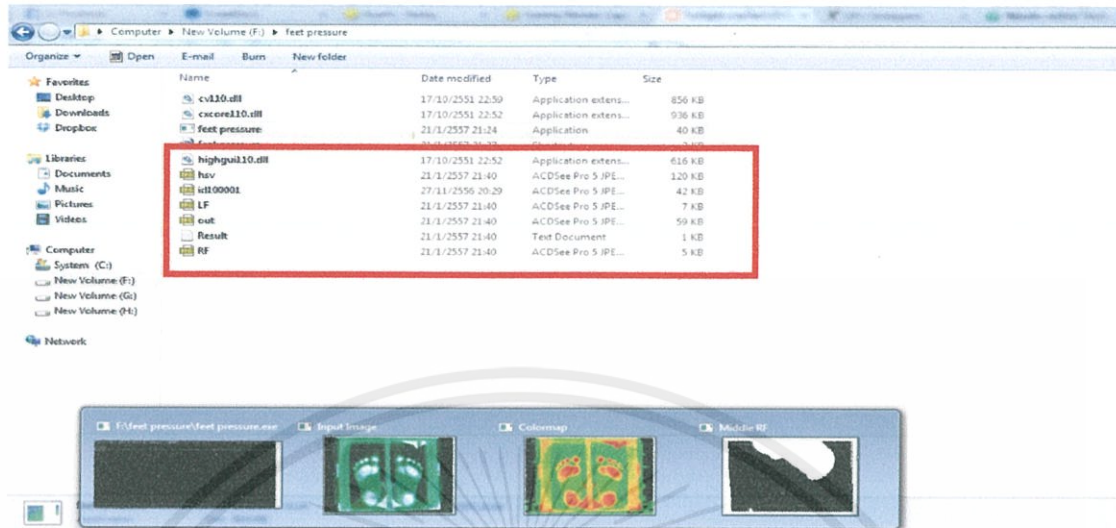 Computer ▸ New Volume (F:) ▸ feet pressure
Organize Open E-mail Burn New folder
Name Date modified Type Size
Favorites
Desktop
Downloads
Dropbox
Libraries
Documents
Music
Pictures
Videos
Computer
System (C:)
New Volume (F:)
New Volume (G:)
New Volume (H:)
Network
cv110.dll 17/10/2551 22:59 Application extens... 856 KB
cxcore110.dll 17/10/2551 22:52 Application extens... 936 KB
feet pressure 21/1/2557 21:24 Application 40 KB
highgui110.dll 17/10/2551 22:52 Application extens... 616 KB
hsv 21/1/2557 21:40 ACDSee Pro 5 JPE... 120 KB
id100001 27/11/2556 20:29 ACDSee Pro 5 JPE... 42 KB
LF 21/1/2557 21:40 ACDSee Pro 5 JPE... 7 KB
out 21/1/2557 21:40 ACDSee Pro 5 JPE... 59 KB
Result 21/1/2557 21:40 Text Document 1 KB
RF 21/1/2557 21:40 ACDSee Pro 5 JPE... 5 KB
F:\feet pressure\feet pressure.exe Input Image Colormap Middle RF